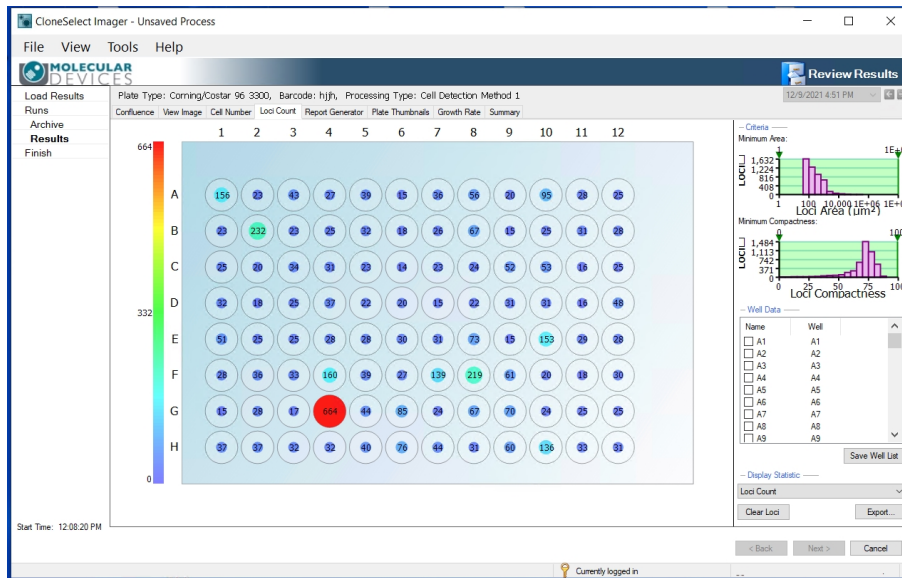 CloneSelect Imager - Unsaved Process
File View Tools Help
MOLECULAR
DEVICES
Review Results
Load Results
Runs
Archive
Results
Finish
Plate Type: Corning/Costar 96 3300, Barcode: hjjh, Processing Type: Cell Detection Method 1
12/9/2021 4:51 PM
Confluence View Image Cell Number Loci Count Report Generator Plate Thumbnails Growth Rate Summary
1 2 3 4 5 6 7 8 9 10 11 12
664
332
0
A 156 23 43 27 39 15 36 56 20 95 28 25
B 23 232 23 25 32 18 26 67 15 25 31 28
C 25 20 34 31 23 14 23 24 52 53 16 25
D 32 18 25 37 22 20 15 22 31 31 16 48
E 51 25 25 28 28 30 31 73 15 153 29 28
F 28 36 33 160 39 27 139 219 61 20 18 30
G 15 28 17 664 44 85 24 67 70 24 25 25
H 37 37 32 32 40 76 44 31 60 136 33 31
Criteria
Minimum Area:
1 1E+
LOCI
1,632
1,224
816
408
0
1 100 10,000 1E+06 1E+
Loci Area (µm²)
Minimum Compactness:
0 100
LOCI
1,484
1,113
742
371
0
0 25 50 75 100
Loci Compactness
Well Data
Name Well
A1 A1
A2 A2
A3 A3
A4 A4
A5 A5
A6 A6
A7 A7
A8 A8
A9 A9
Save Well List
Display Statistic
Loci Count
Clear Loci Export...
Start Time: 12:08:20 PM
< Back Next > Cancel
Currently logged in